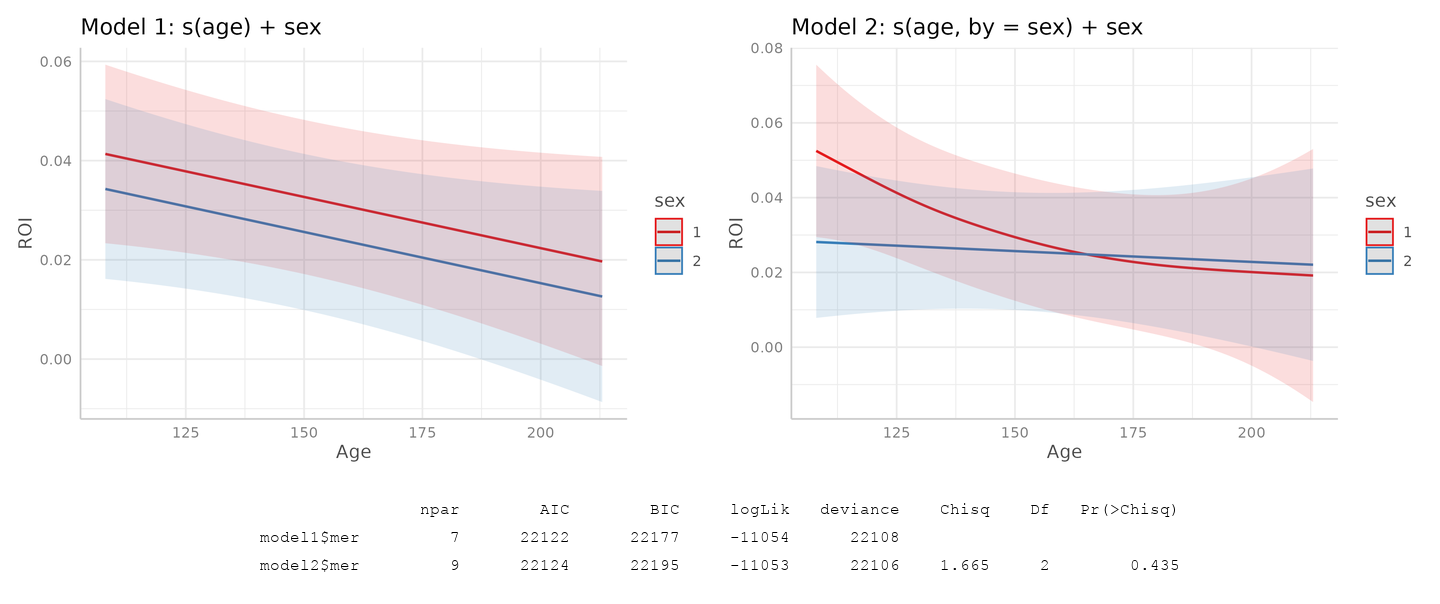 Model 1: s(age) + sex
0.06
0.04
0.02
0.00
ROI
125 150 175 200
Age
sex
1
2
Model 2: s(age, by = sex) + sex
0.08
0.06
0.04
0.02
0.00
ROI
125 150 175 200
Age
sex
1
2
npar AIC BIC logLik deviance Chisq Df Pr(>Chisq)
model1$mer 7 22122 22177 -11054 22108
model2$mer 9 22124 22195 -11053 22106 1.665 2 0.435